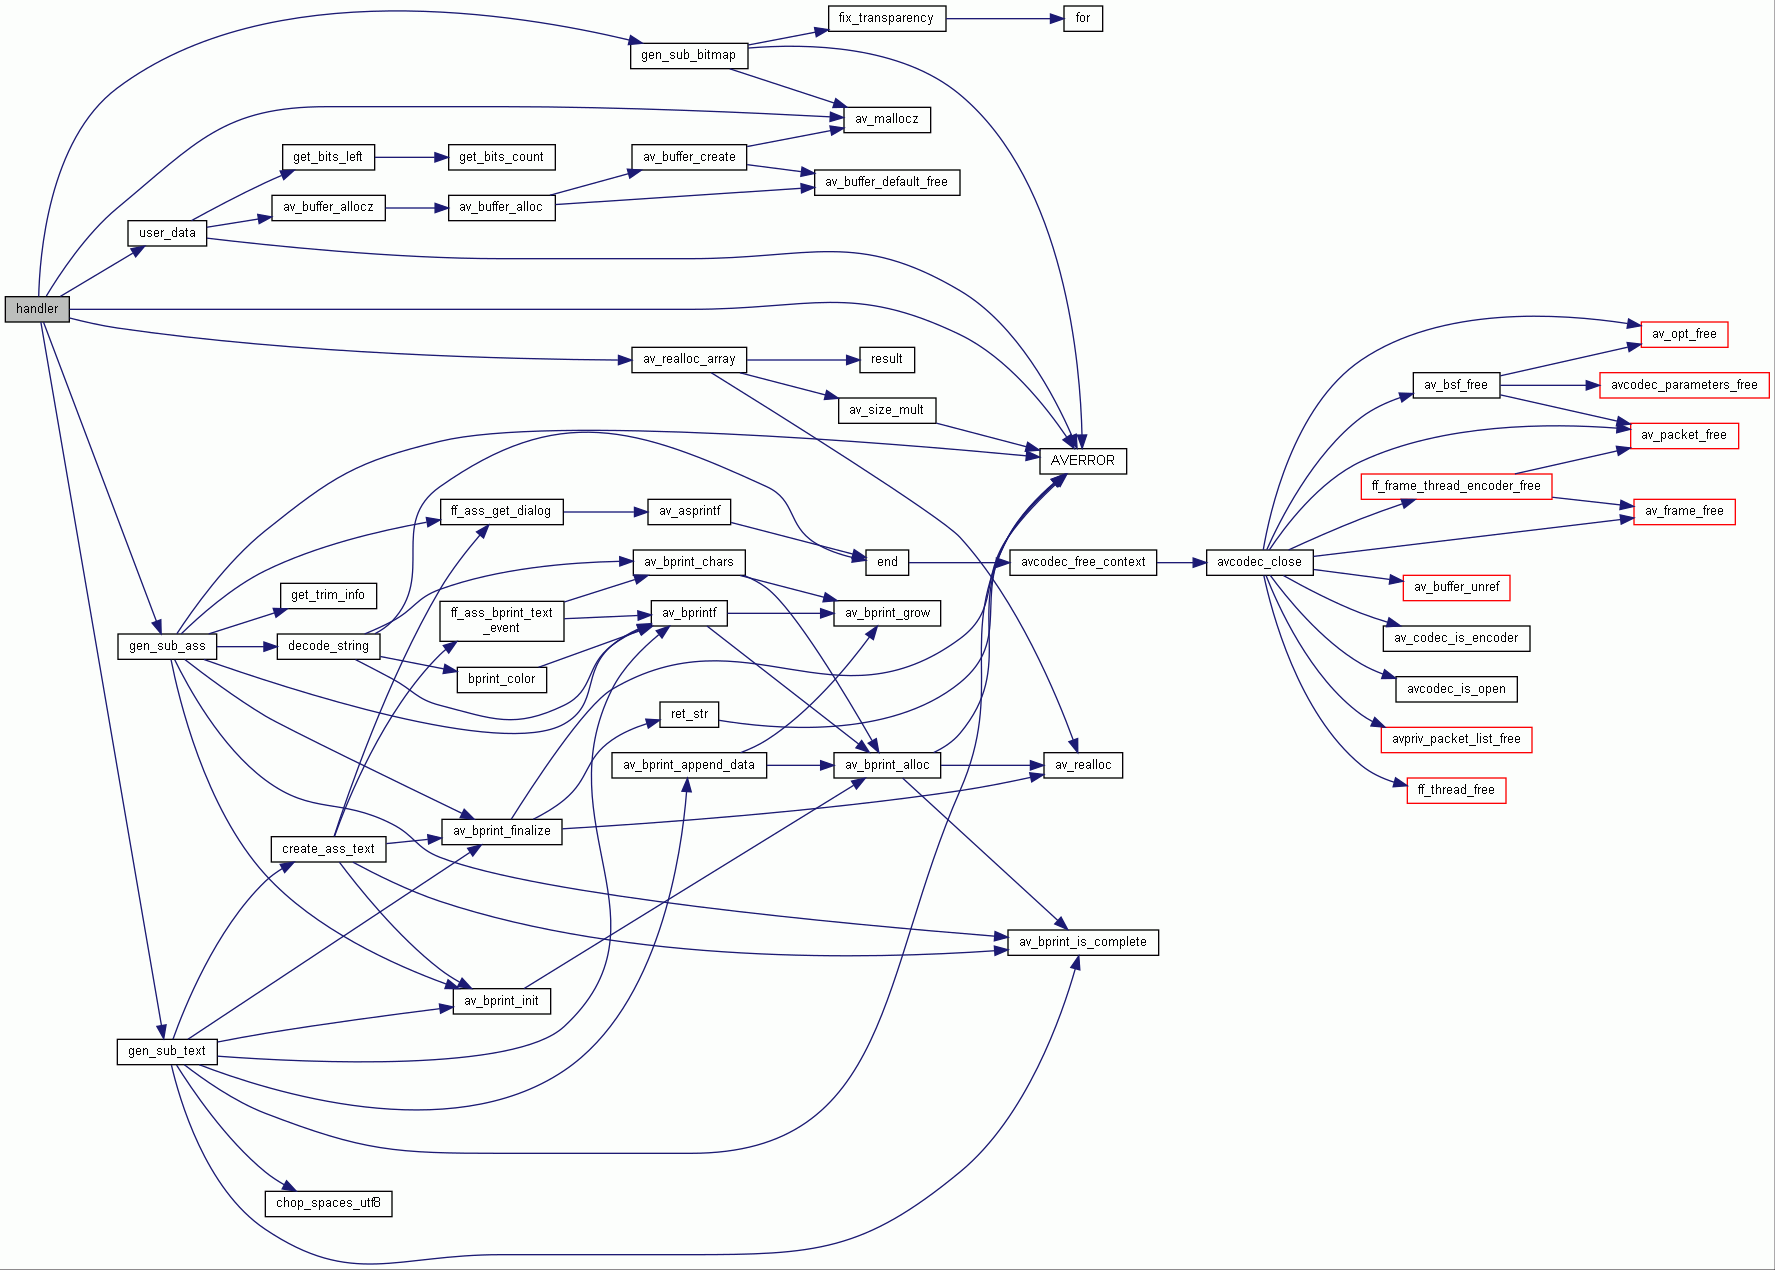 fix_transparency
for
gen_sub_bitmap
av_mallocz
get_bits_left
get_bits_count
av_buffer_create
av_buffer_default_free
av_buffer_allocz
av_buffer_alloc
user_data
handler
av_opt_free
av_realloc_array
result
av_bsf_free
avcodec_parameters_free
av_size_mult
av_packet_free
AVERROR
ff_frame_thread_encoder_free
ff_ass_get_dialog
av_asprintf
av_frame_free
av_bprint_chars
end
avcodec_free_context
avcodec_close
av_buffer_unref
get_trim_info
ff_ass_bprint_text
_event
av_bprintf
av_bprint_grow
gen_sub_ass
decode_string
av_codec_is_encoder
bprint_color
avcodec_is_open
ret_str
avpriv_packet_list_free
av_bprint_append_data
av_bprint_alloc
av_realloc
ff_thread_free
av_bprint_finalize
create_ass_text
av_bprint_is_complete
av_bprint_init
gen_sub_text
chop_spaces_utf8